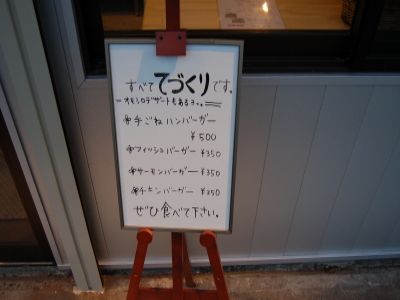 すべててづくりです。
オモシロデザートもあるヨ。。
手ごねハンバーガー
¥500
フィッシュバーガー ¥350
サーモンバーガー ¥350
チキンバーガー ¥350
ぜひ食べて下さい。